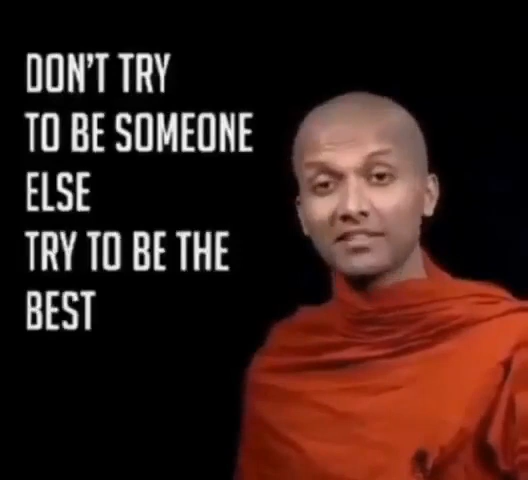 DON'T TRY
TO BE SOMEONE
ELSE
TRY TO BE THE
BEST